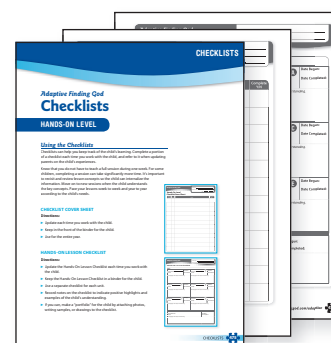 CHECKLISTS
Adaptive Finding God
Checklists
HANDS-ON LEVEL
Using the Checklists
Checklists can help you keep track of the child's learning. Complete a portion
of a checklist each time you work with the child, and refer to it when updating
parents on the child's experiences.
Know that you do not have to teach a full session during one week. For some
children, completing a session can take significantly more time. It's important
to revisit and review lesson concepts so the child can internalize the
information. Move on to new sessions when the child understands
the key concepts. Pace your lessons week to week and year to year
according to the child's needs.
CHECKLIST COVER SHEET
Directions:
Update each time you work with the child.
Keep in the front of the binder for the child.
Use for the entire year.
HANDS-ON LESSON CHECKLIST
Directions:
Update the Hands-On Lesson Checklist each time you work with
the child.
Keep the Hands-On Lesson Checklist in a binder for the child.
Use a separate checklist for each unit.
Record notes on the checklist to indicate positive highlights and
examples of the child's understanding.
If you can, make a "portfolio" for the child by attaching photos,
writing samples, or drawings to the checklist.
CHECKLISTS
Date Began:
Date Completed:
Date Began:
Date Completed:
Date Began:
Date Completed: